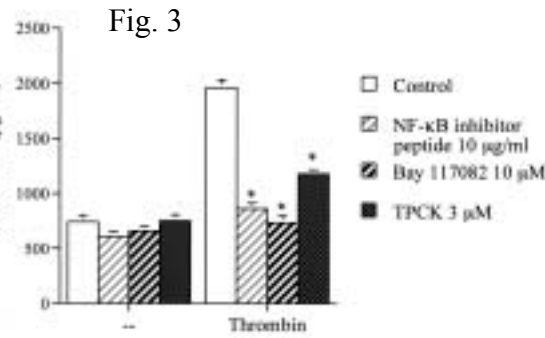 Fig. 3
2500
2000
1500
1000
500
0
--
Thrombin
* * *
Control
NF-κB inhibitor
peptide 10 μg/ml
Bay 117082 10 μM
TPCK 3 μM